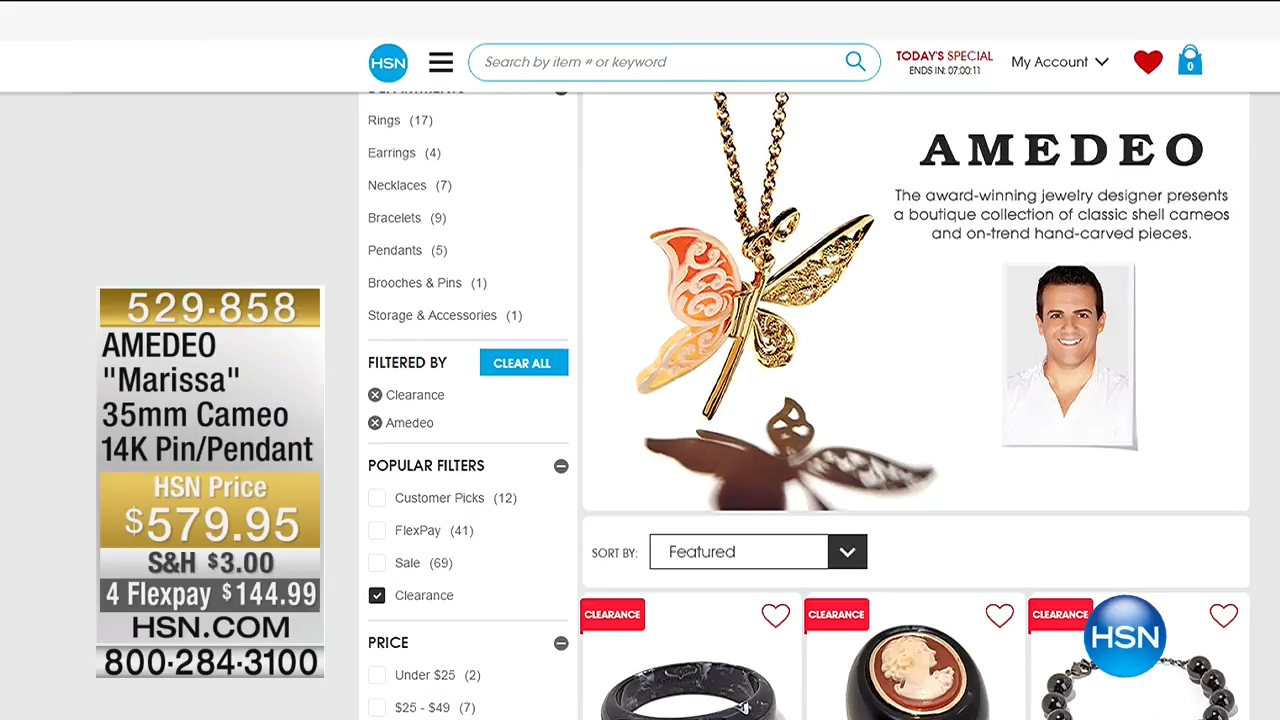 HSN
Search by item # or keyword
TODAY'S SPECIAL
ENDS IN: 07:00:11
My Account
0
Rings (17)
Earrings (4)
Necklaces (7)
Bracelets (9)
Pendants (5)
Brooches & Pins (1)
Storage & Accessories (1)
FILTERED BY
CLEAR ALL
Clearance
Amedeo
POPULAR FILTERS
Customer Picks (12)
FlexPay (41)
Sale (69)
Clearance
PRICE
Under $25 (2)
$25 - $49 (7)
AMEDEO
The award-winning jewelry designer presents
a boutique collection of classic shell cameos
and on-trend hand-carved pieces.
SORT BY:
Featured
CLEARANCE
CLEARANCE
CLEARANCE
HSN
529·858
AMEDEO
"Marissa"
35mm Cameo
14K Pin/Pendant
HSN Price
$579.95
S&H $3.00
4 Flexpay $144.99
HSN.COM
800·284·3100